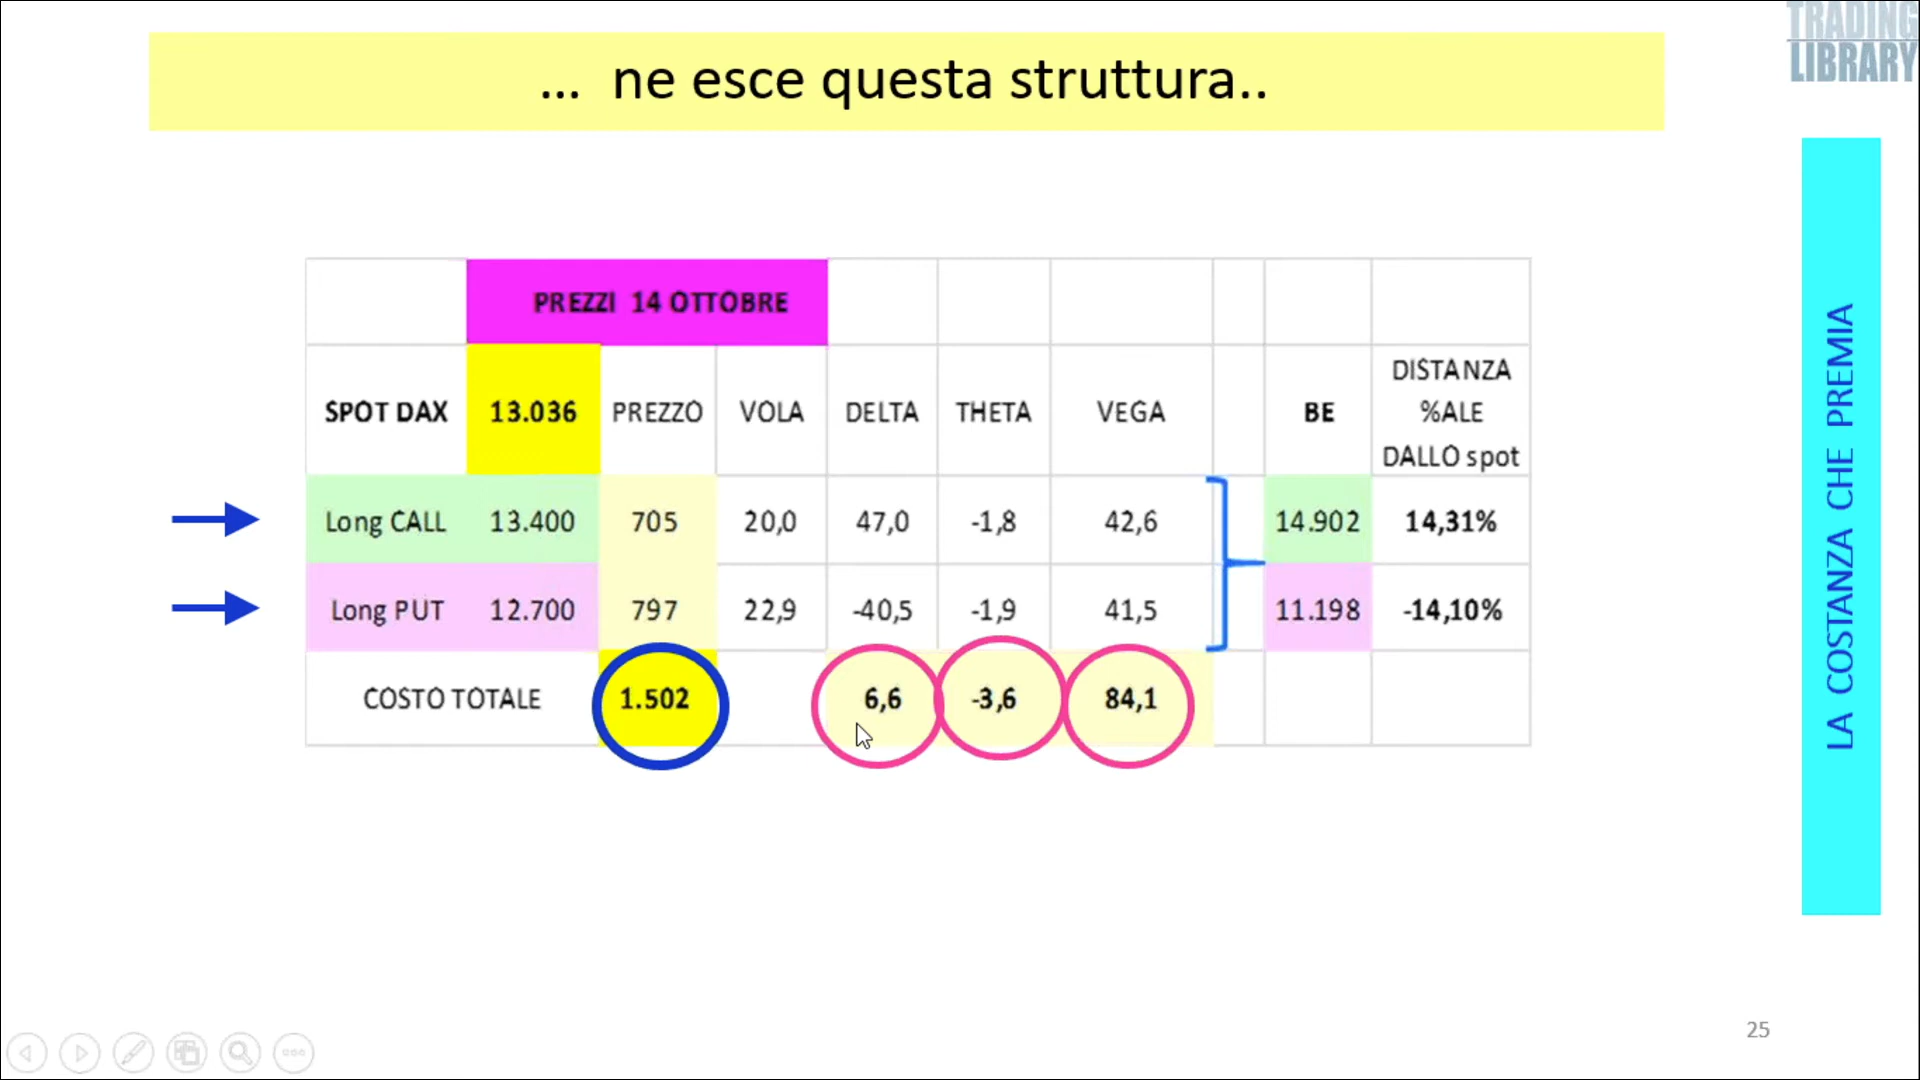 TRADING
LIBRARY
... ne esce questa struttura..
PREZZI 14 OTTOBRE
SPOT DAX 13.036 PREZZO VOLA DELTA THETA VEGA BE DISTANZA %ALE DALLO spot
Long CALL 13.400 705 20,0 47,0 -1,8 42,6 14.902 14,31%
Long PUT 12.700 797 22,9 -40,5 -1,9 41,5 11.198 -14,10%
COSTO TOTALE 1.502 6,6 -3,6 84,1
LA COSTANZA CHE PREMIA
25